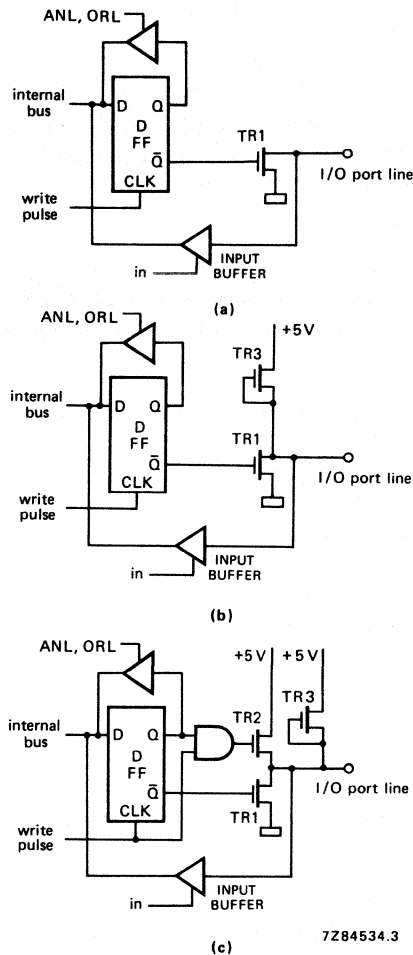 ANL, ORL
internal
bus
D
Q
D
FF
Q̄
CLK
TR1
I/O port line
write
pulse
INPUT
BUFFER
in
(a)
ANL, ORL
+5V
TR3
internal
bus
D
Q
D
FF
Q̄
CLK
TR1
I/O port line
write
pulse
INPUT
BUFFER
in
(b)
ANL, ORL
+5V
+5V
TR3
TR2
internal
bus
D
Q
D
FF
Q̄
CLK
TR1
I/O port line
write
pulse
INPUT
BUFFER
in
(c)
7Z84534.3